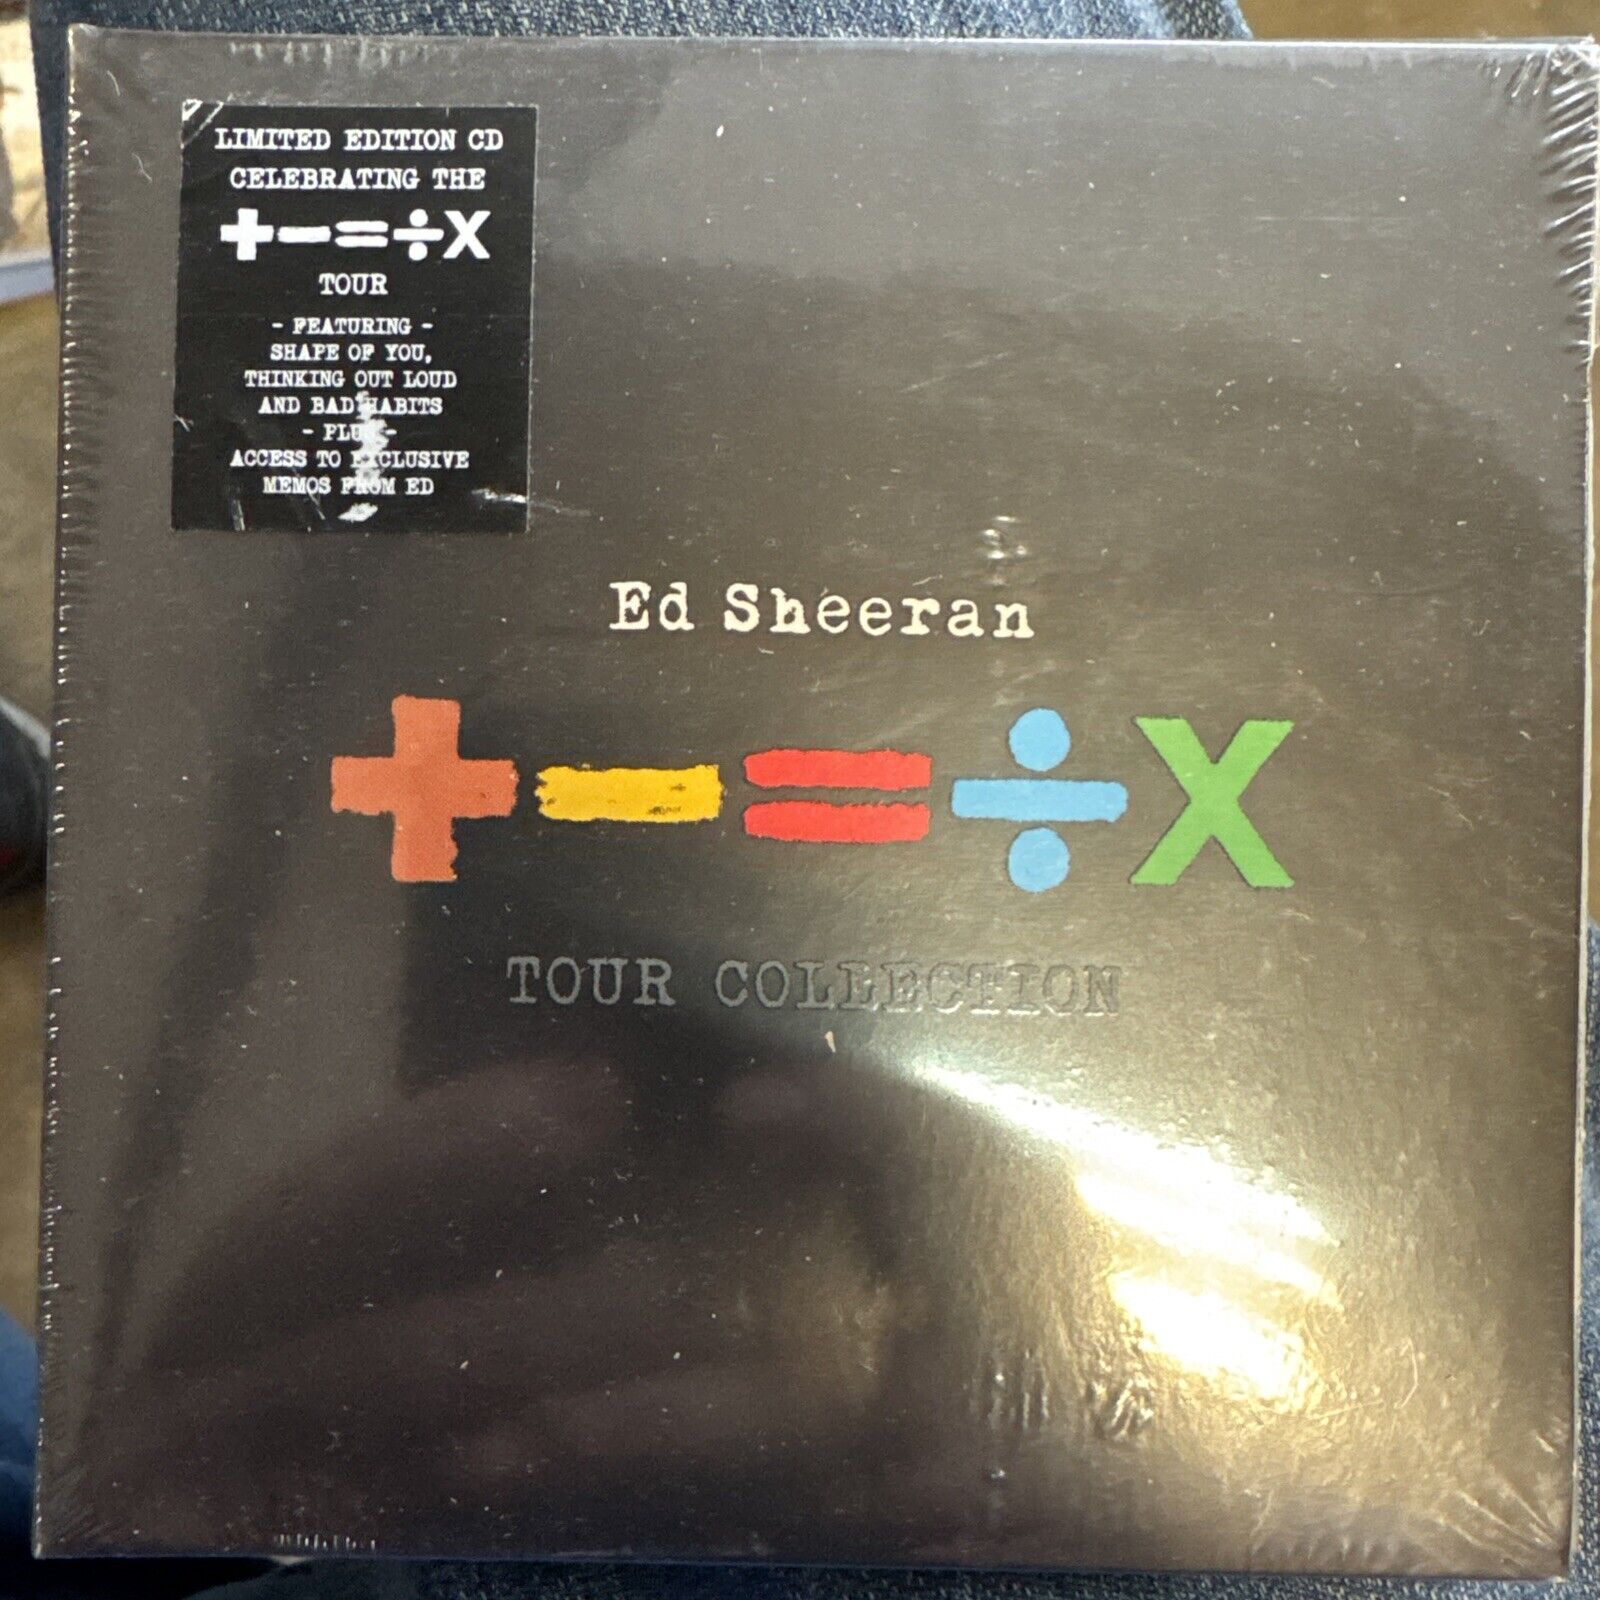 LIMITED EDITION CD
CELEBRATING THE
+-=÷x
TOUR
- FEATURING -
SHAPE OF YOU,
THINKING OUT LOUD
AND BAD HABITS
- PLUS -
ACCESS TO EXCLUSIVE
MEMOS FROM ED
Ed Sheeran
+-=÷x
TOUR COLLECTION